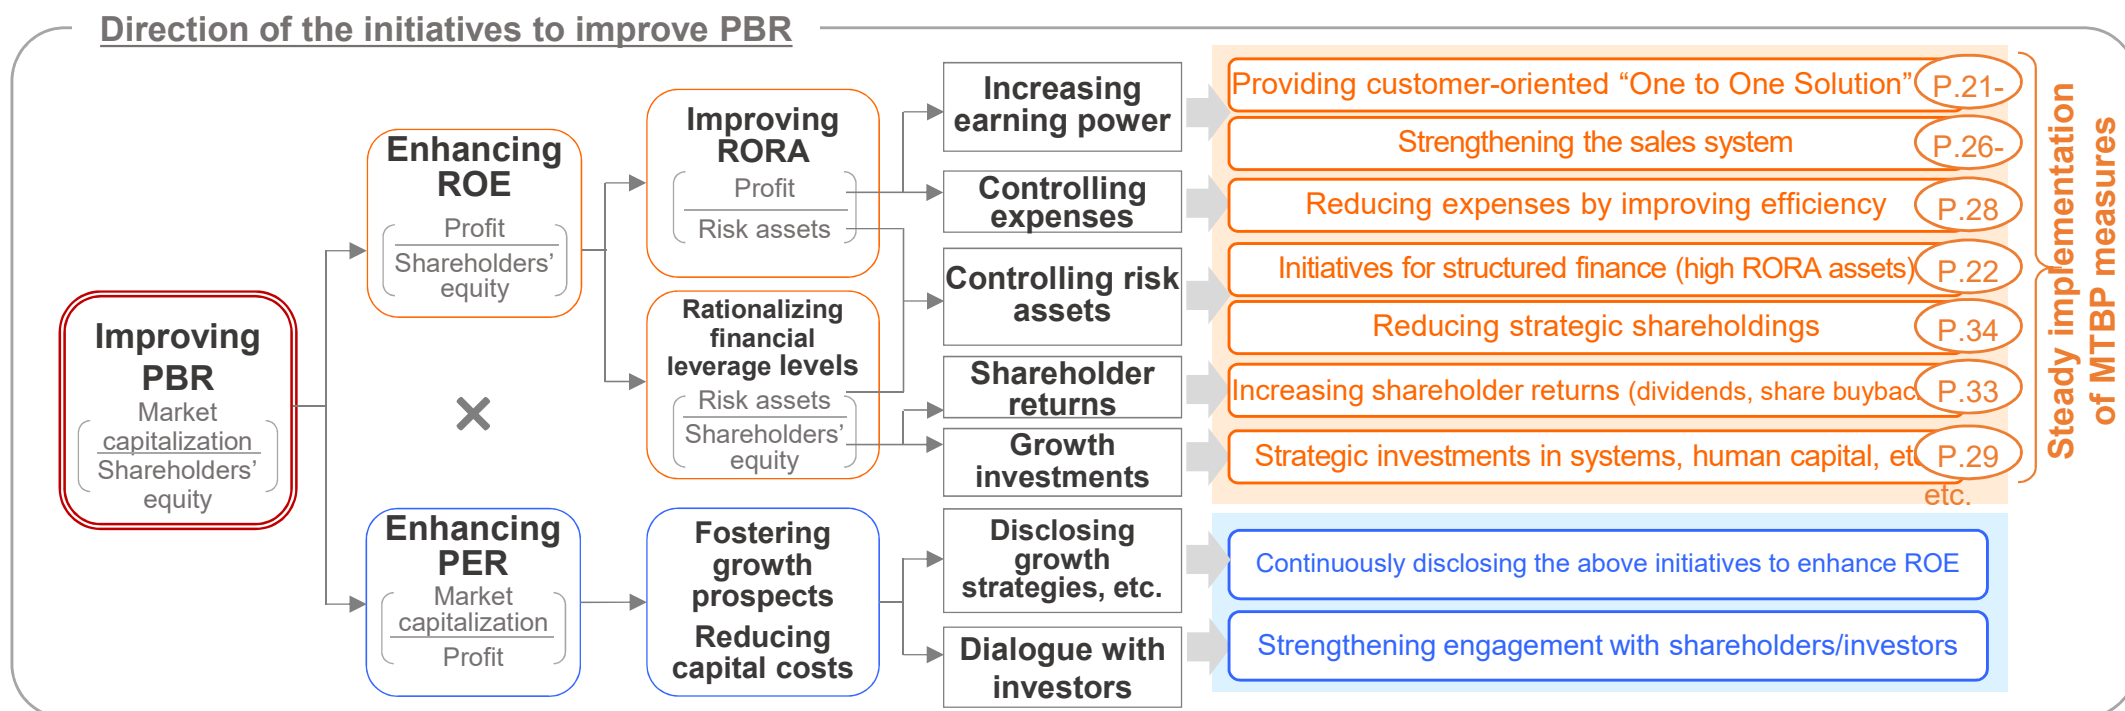 Direction of the initiatives to improve PBR
Improving
PBR
Market
capitalization
Shareholders'
equity
Enhancing
ROE
Profit
Shareholders'
equity
×
Enhancing
PER
Market
capitalization
Profit
Improving
RORA
Profit
Risk assets
Rationalizing
financial
leverage levels
Risk assets
Shareholders'
equity
Fostering
growth
prospects
Reducing
capital costs
Increasing
earning power
Controlling
expenses
Controlling risk
assets
Shareholder
returns
Growth
investments
Disclosing
growth
strategies, etc.
Dialogue with
investors
Providing customer-oriented “One to One Solution” P.21-
Strengthening the sales system P.26-
Reducing expenses by improving efficiency P.28
Initiatives for structured finance (high RORA assets) P.22
Reducing strategic shareholdings P.34
Increasing shareholder returns (dividends, share buybac P.33
Strategic investments in systems, human capital, et P.29
etc.
Continuously disclosing the above initiatives to enhance ROE
Strengthening engagement with shareholders/investors
Steady implementation
of MTBP measures